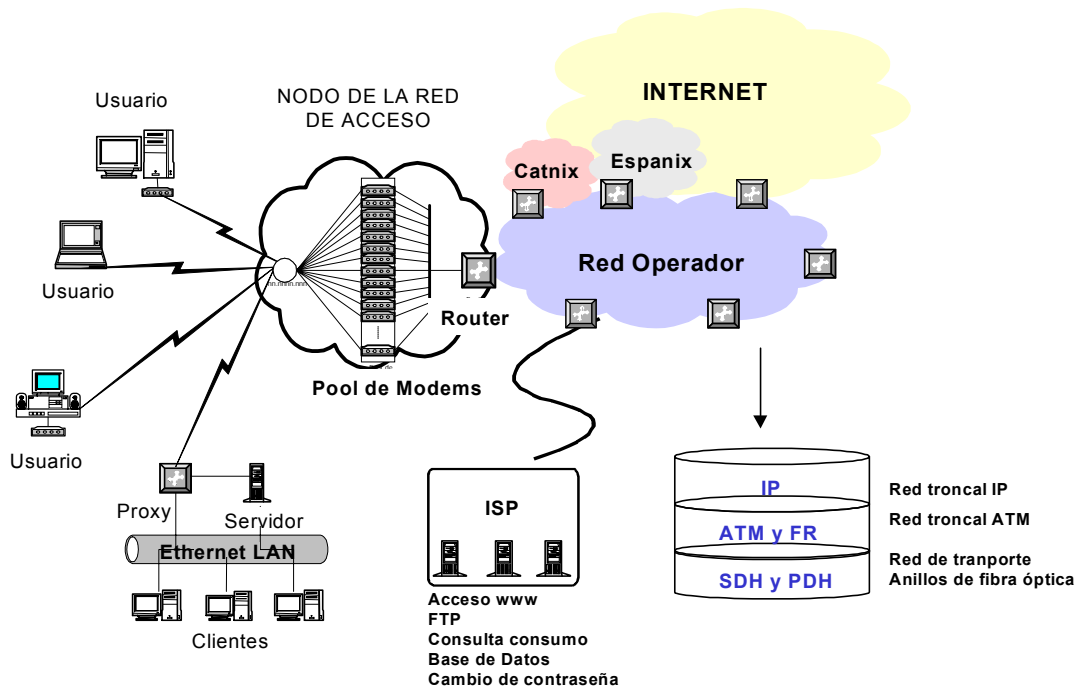 INTERNET
Usuario
NODO DE LA RED
DE ACCESO
Catnix
Espanix
Usuario
Red Operador
Router
Pool de Modems
Usuario
Proxy
Servidor
Ethernet LAN
Clientes
ISP
Acceso www
FTP
Consulta consumo
Base de Datos
Cambio de contraseña
IP
Red troncal IP
ATM y FR
Red troncal ATM
SDH y PDH
Red de tranporte
Anillos de fibra óptica